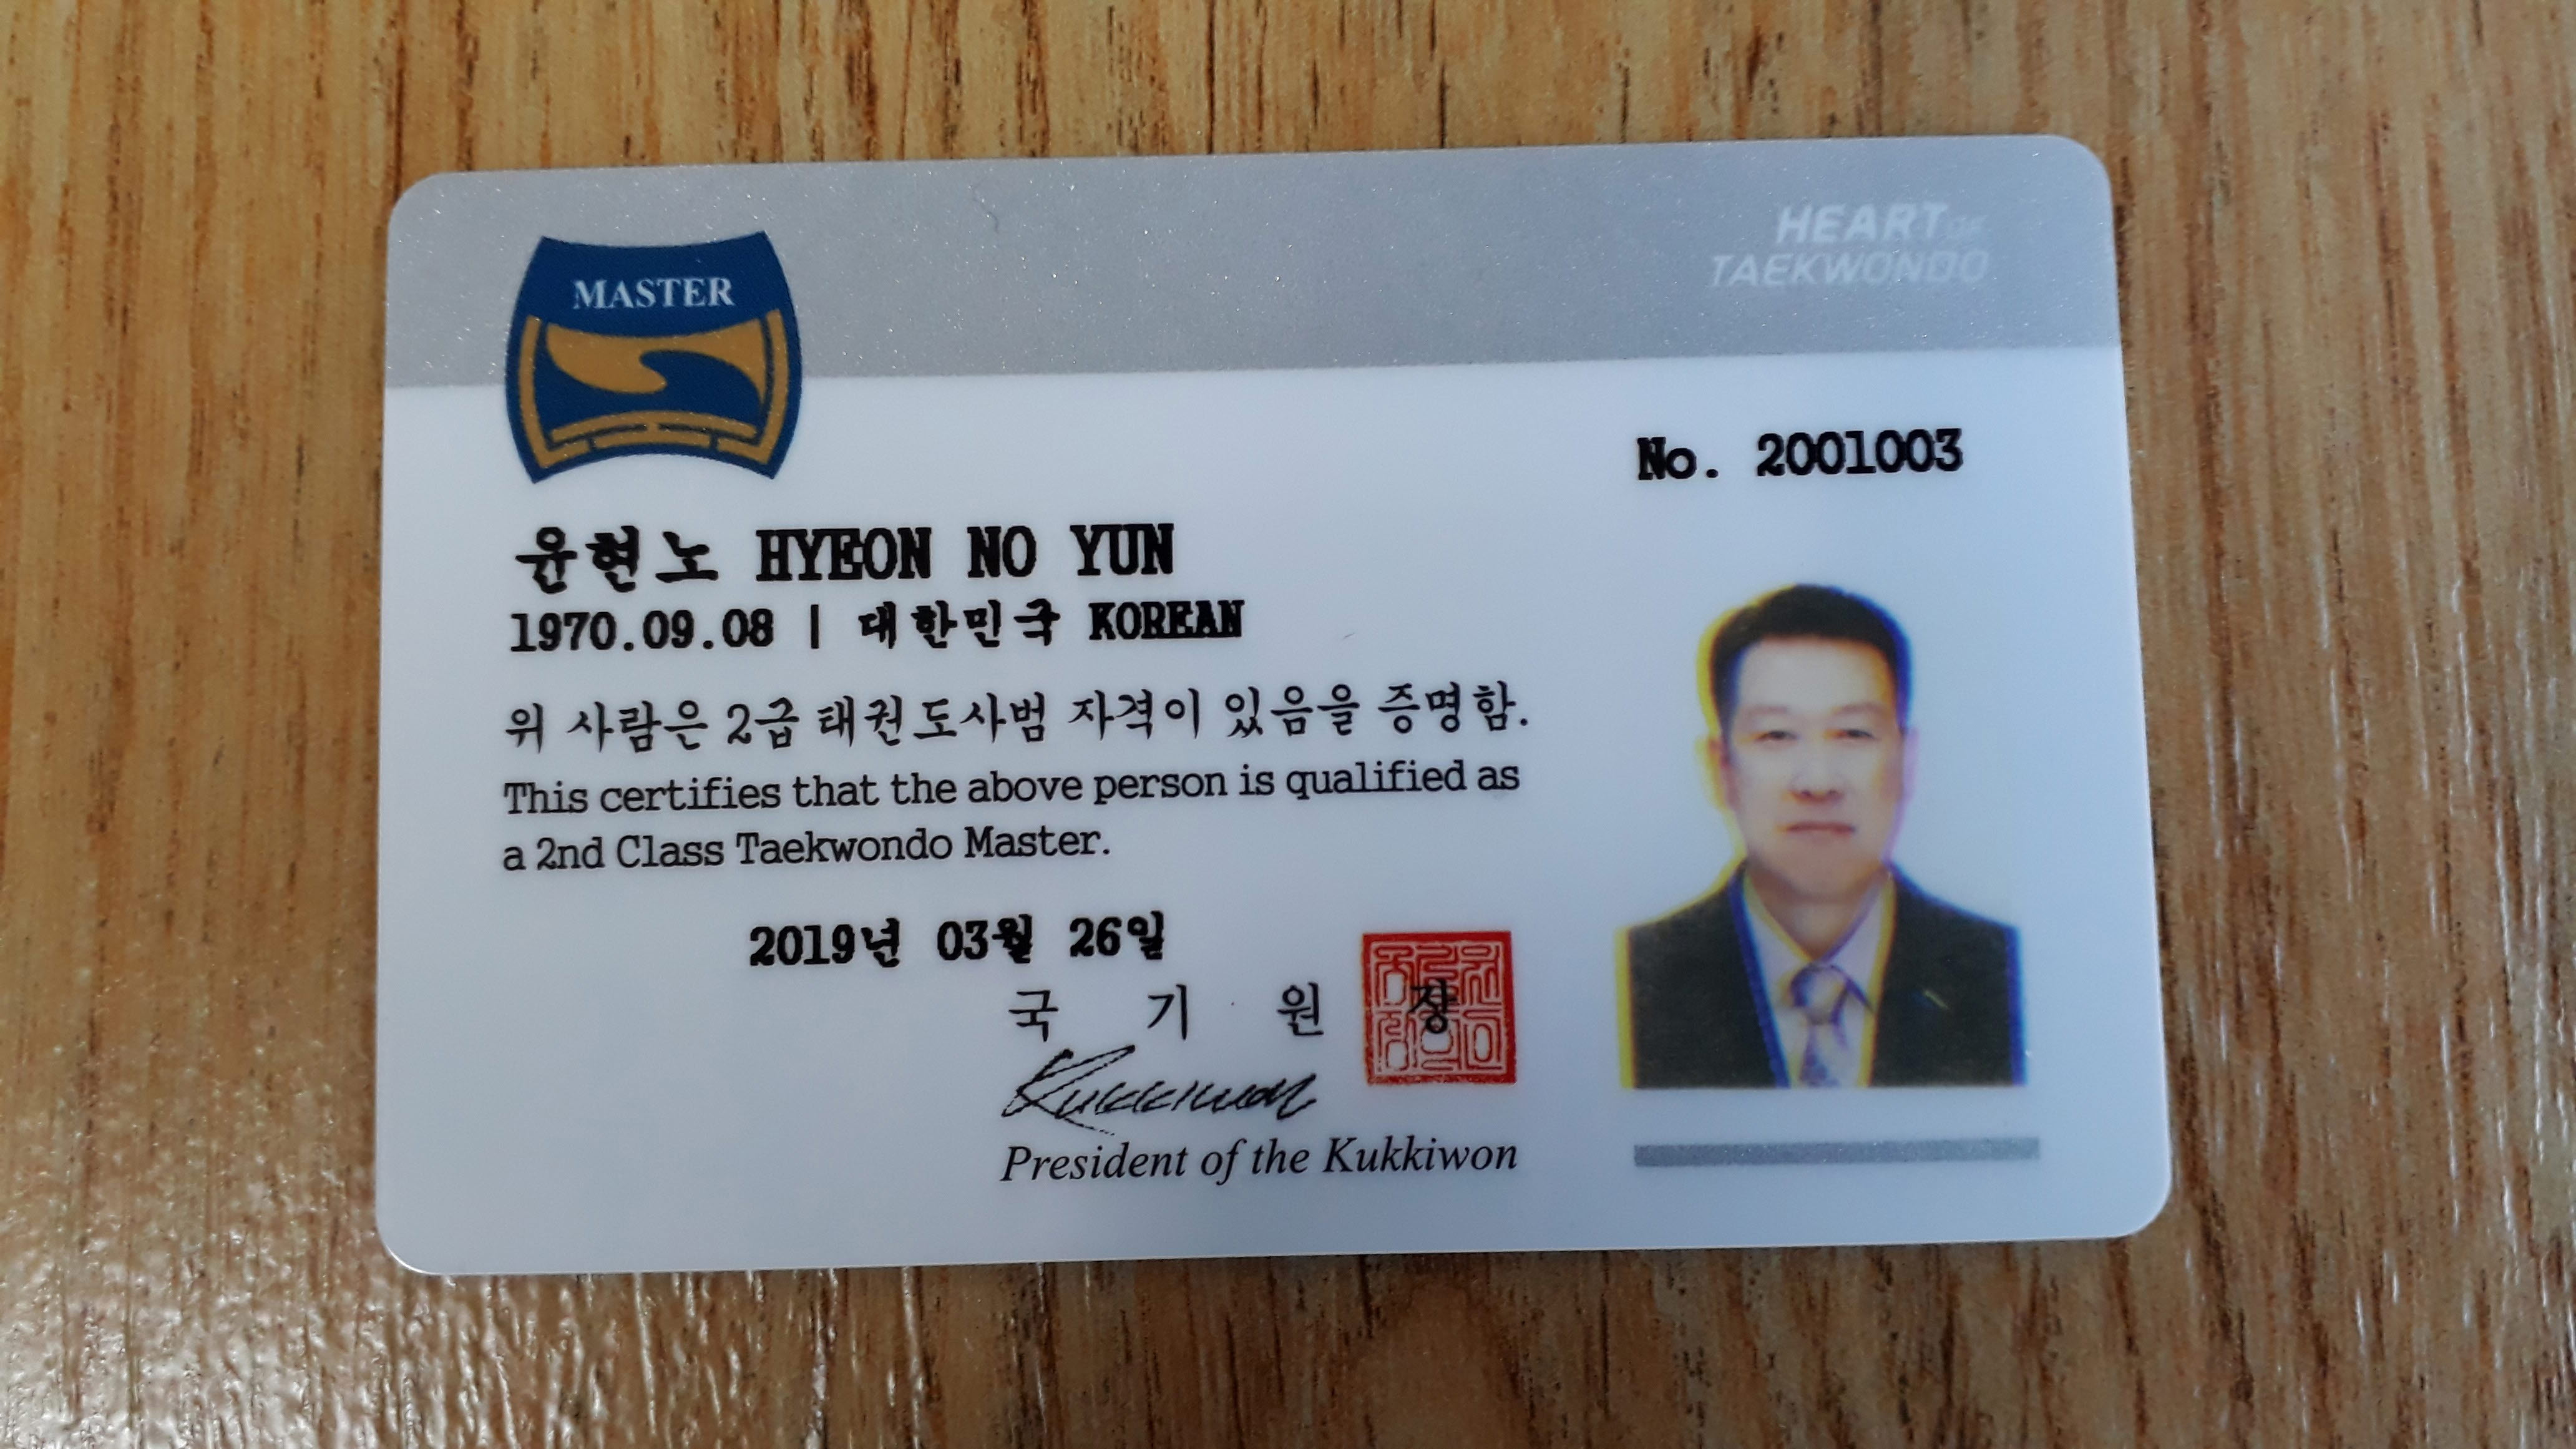 MASTER
HEART OF
TAEKWONDO
No. 2001003
윤현노 HYEON NO YUN
1970.09.08 | 대한민국 KOREAN
위 사람은 2급 태권도사범 자격이 있음을 증명함.
This certifies that the above person is qualified as
a 2nd Class Taekwondo Master.
2019년 03월 26일
국 기 원 장
Kukkiwon
President of the Kukkiwon